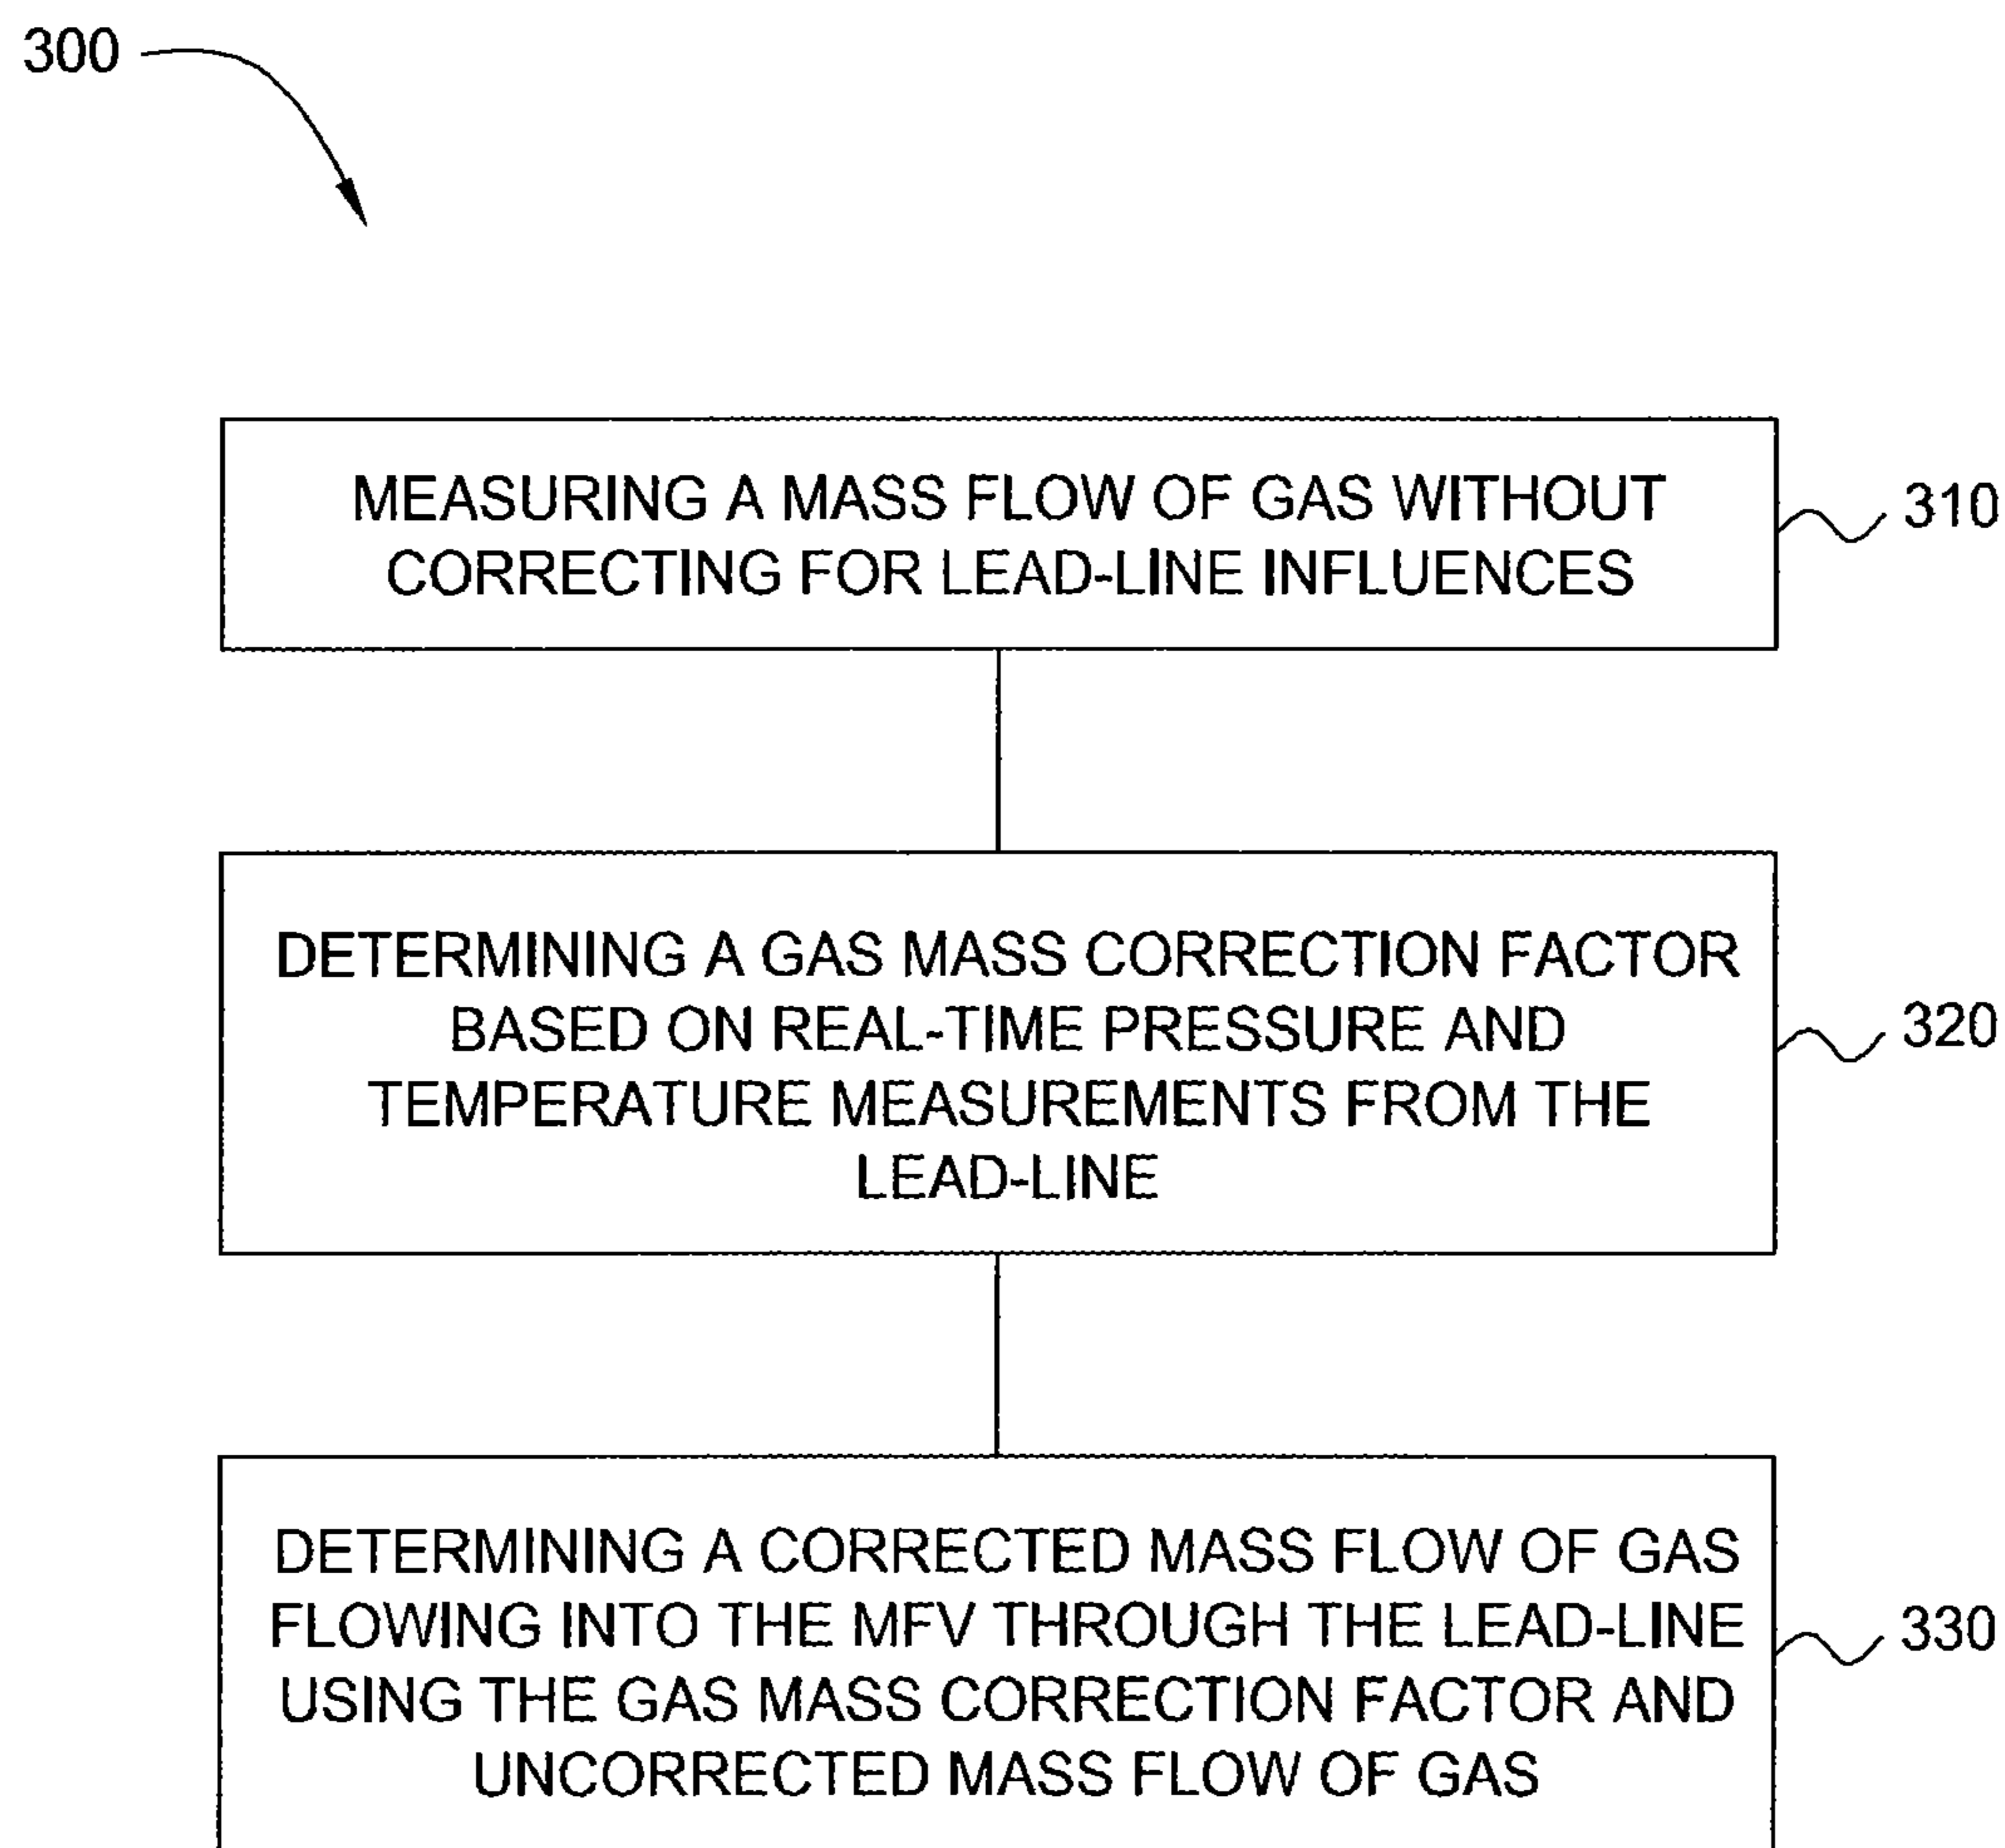 300
MEASURING A MASS FLOW OF GAS WITHOUT
CORRECTING FOR LEAD-LINE INFLUENCES
310
DETERMINING A GAS MASS CORRECTION FACTOR
BASED ON REAL-TIME PRESSURE AND
TEMPERATURE MEASUREMENTS FROM THE
LEAD-LINE
320
DETERMINING A CORRECTED MASS FLOW OF GAS
FLOWING INTO THE MFV THROUGH THE LEAD-LINE
USING THE GAS MASS CORRECTION FACTOR AND
UNCORRECTED MASS FLOW OF GAS
330